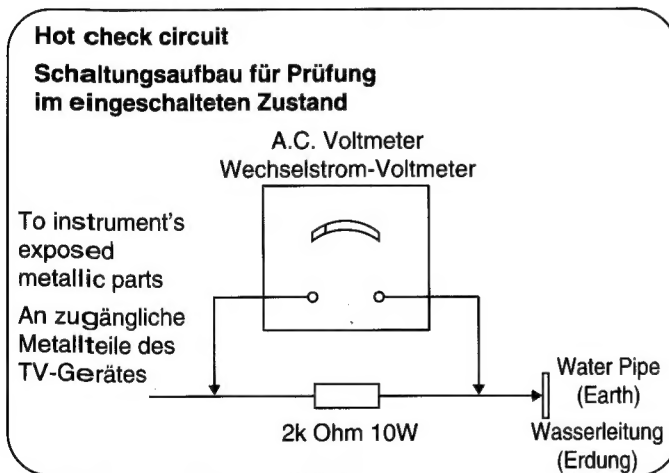 Hot check circuit
Schaltungsaufbau für Prüfung
im eingeschalteten Zustand
A.C. Voltmeter
Wechselstrom-Voltmeter
To instrument's
exposed
metallic parts
An zugängliche
Metallteile des
TV-Gerätes
2k Ohm 10W
Water Pipe
(Earth)
Wasserleitung
(Erdung)